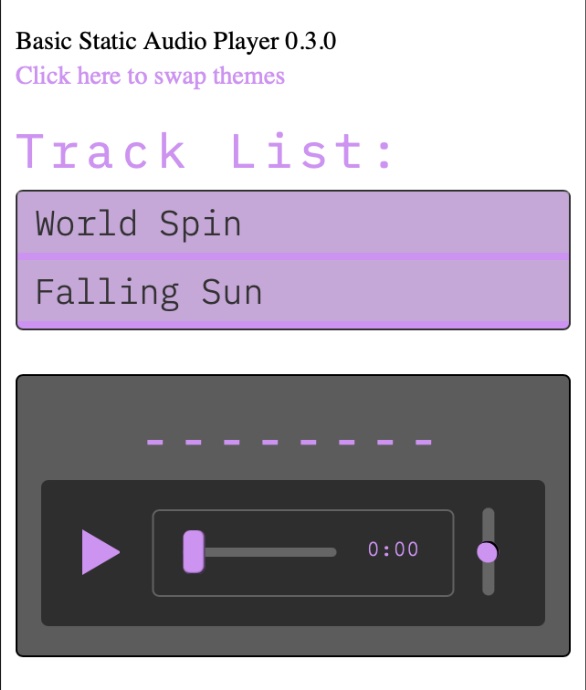 Basic Static Audio Player 0.3.0
Click here to swap themes
Track List:
World Spin
Falling Sun
- - - - - - - -
0:00